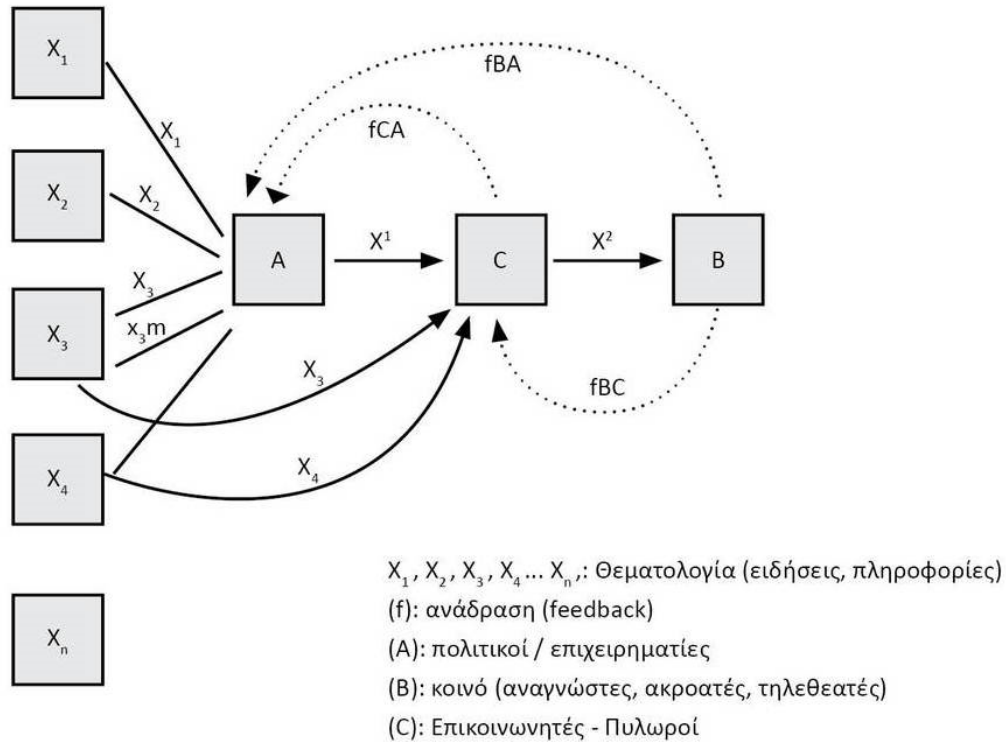 X₁
fBA
fCA
X₁
X₂
X₂
A
X¹
C
X²
B
X₃
X₃
x₃m
X₃
fBC
X₄
X₄
Xₙ
X₁, X₂, X₃, X₄... Xₙ,: Θεματολογία (ειδήσεις, πληροφορίες)
(f): ανάδραση (feedback)
(A): πολιτικοί / επιχειρηματίες
(B): κοινό (αναγνώστες, ακροατές, τηλεθεατές)
(C): Επικοινωνητές - Πυλωροί